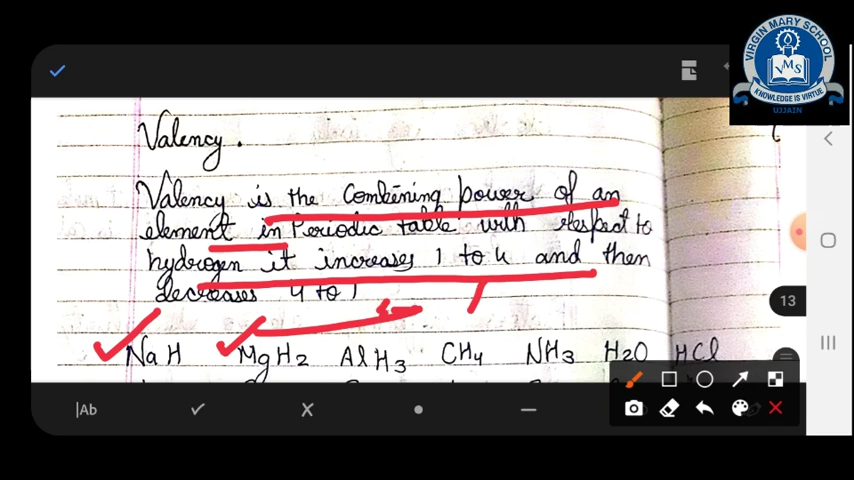 VIRGIN MARY SCHOOL
VMS
KNOWLEDGE IS VIRTUE
UJJAIN
Valency.
Valency is the Combining power of an
element in Periodic table with respect to
hydrogen it increases 1 to 4 and then
decreases 4 to 1
NaH MgH2 AlH3 CH4 NH3 H2O HCl
13
|Ab